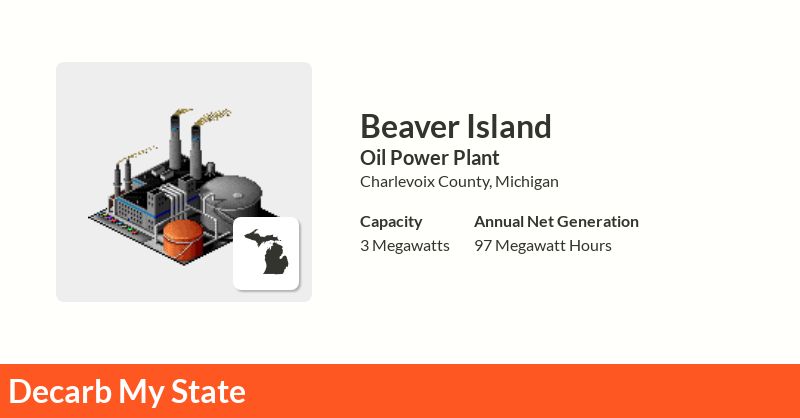 Beaver Island
Oil Power Plant
Charlevoix County, Michigan
Capacity
3 Megawatts
Annual Net Generation
97 Megawatt Hours
Decarb My State